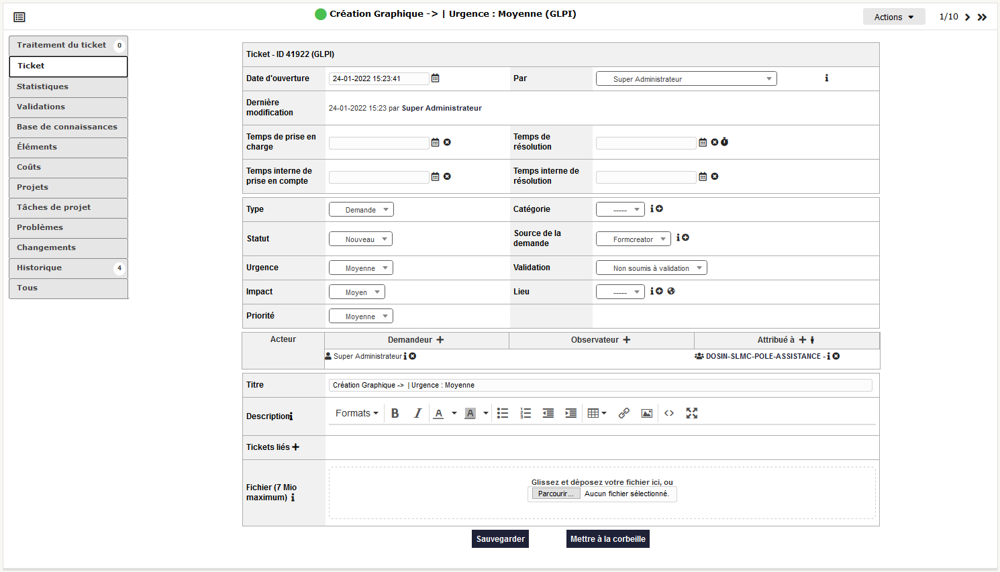 Création Graphique -> | Urgence : Moyenne (GLPI)
Actions
1/10
Traitement du ticket 0
Ticket
Statistiques
Validations
Base de connaissances
Éléments
Coûts
Projets
Tâches de projet
Problèmes
Changements
Historique 4
Tous
Ticket - ID 41922 (GLPI)
Date d'ouverture 24-01-2022 15:23:41 Par Super Administrateur
Dernière
modification
24-01-2022 15:23 par Super Administrateur
Temps de prise en
charge
Temps de
résolution
Temps interne de
prise en compte
Temps interne de
résolution
Type Demande Catégorie -----
Statut Nouveau
Source de la
demande
Formcreator
Urgence Moyenne Validation Non soumis à validation
Impact Moyen Lieu -----
Priorité Moyenne
Acteur Demandeur Observateur Attribué à
Super Administrateur DOSIN-SLMC-POLE-ASSISTANCE -
Titre Création Graphique -> | Urgence : Moyenne
Description Formats B I A A
Tickets liés
Fichier (7 Mio
maximum)
Glissez et déposez votre fichier ici, ou
Parcourir... Aucun fichier sélectionné.
Sauvegarder Mettre à la corbeille